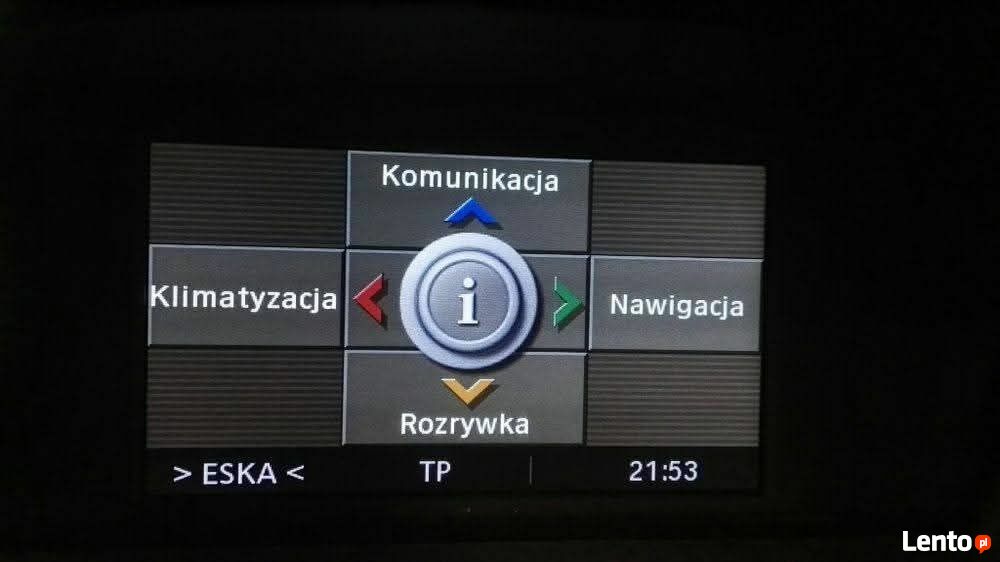 Komunikacja
Klimatyzacja
i
Nawigacja
Rozrywka
> ESKA < TP 21:53
Lento pl